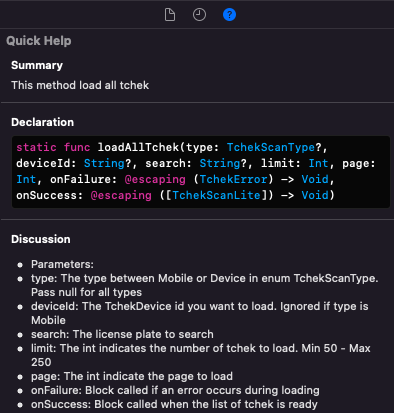 Quick Help
Summary
This method load all tchek
Declaration
static func loadAllTchek(type: TchekScanType?,
deviceId: String?, search: String?, limit: Int, page:
Int, onFailure: @escaping (TchekError) -> Void,
onSuccess: @escaping ([TchekScanLite]) -> Void)
Discussion
• Parameters:
• type: The type between Mobile or Device in enum TchekScanType.
Pass null for all types
• deviceId: The TchekDevice id you want to load. Ignored if type is
Mobile
• search: The license plate to search
• limit: The int indicates the number of tchek to load. Min 50 - Max
250
• page: The int indicate the page to load
• onFailure: Block called if an error occurs during loading
• onSuccess: Block called when the list of tchek is ready